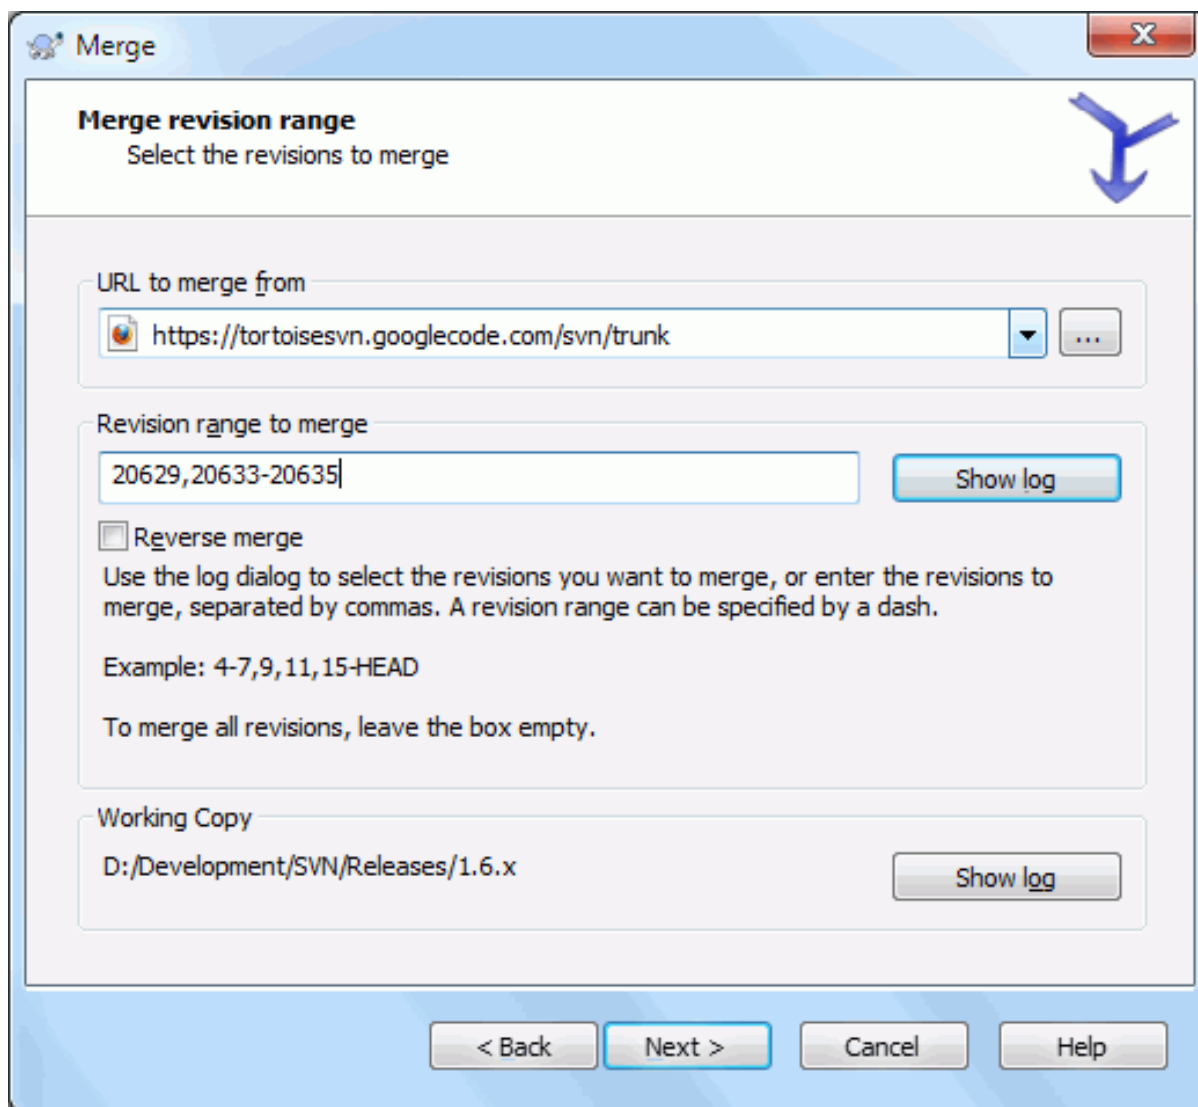 Merge
Merge revision range
Select the revisions to merge
URL to merge from
https://tortoisesvn.googlecode.com/svn/trunk
...
Revision range to merge
20629,20633-20635
Show log
Reverse merge
Use the log dialog to select the revisions you want to merge, or enter the revisions to
merge, separated by commas. A revision range can be specified by a dash.
Example: 4-7,9,11,15-HEAD
To merge all revisions, leave the box empty.
Working Copy
D:/Development/SVN/Releases/1.6.x
Show log
< Back
Next >
Cancel
Help